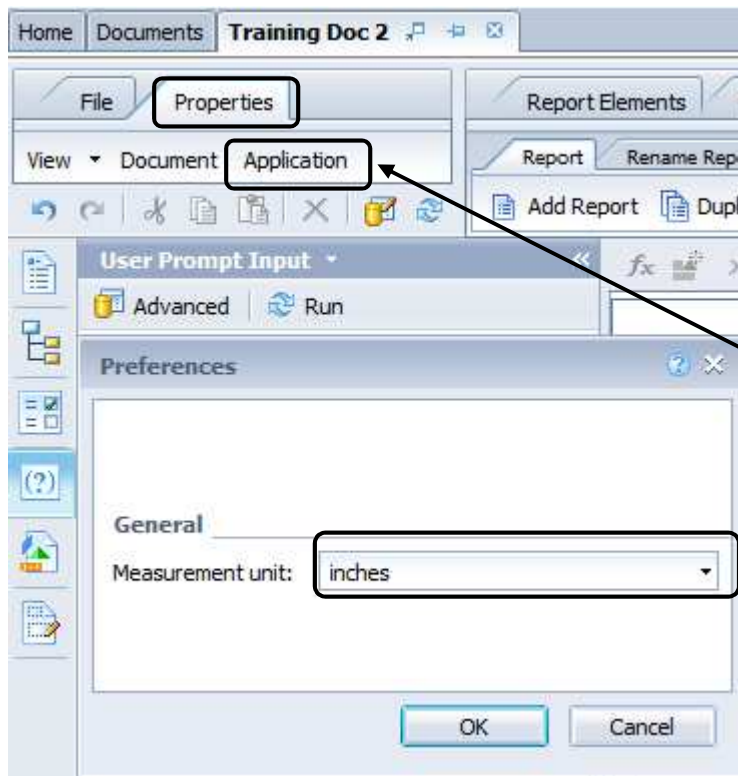 Home Documents Training Doc 2
File Properties Report Elements
View Document Application Report Rename Rep
Add Report Dupl
User Prompt Input
Advanced Run
Preferences
General
Measurement unit: inches
OK Cancel